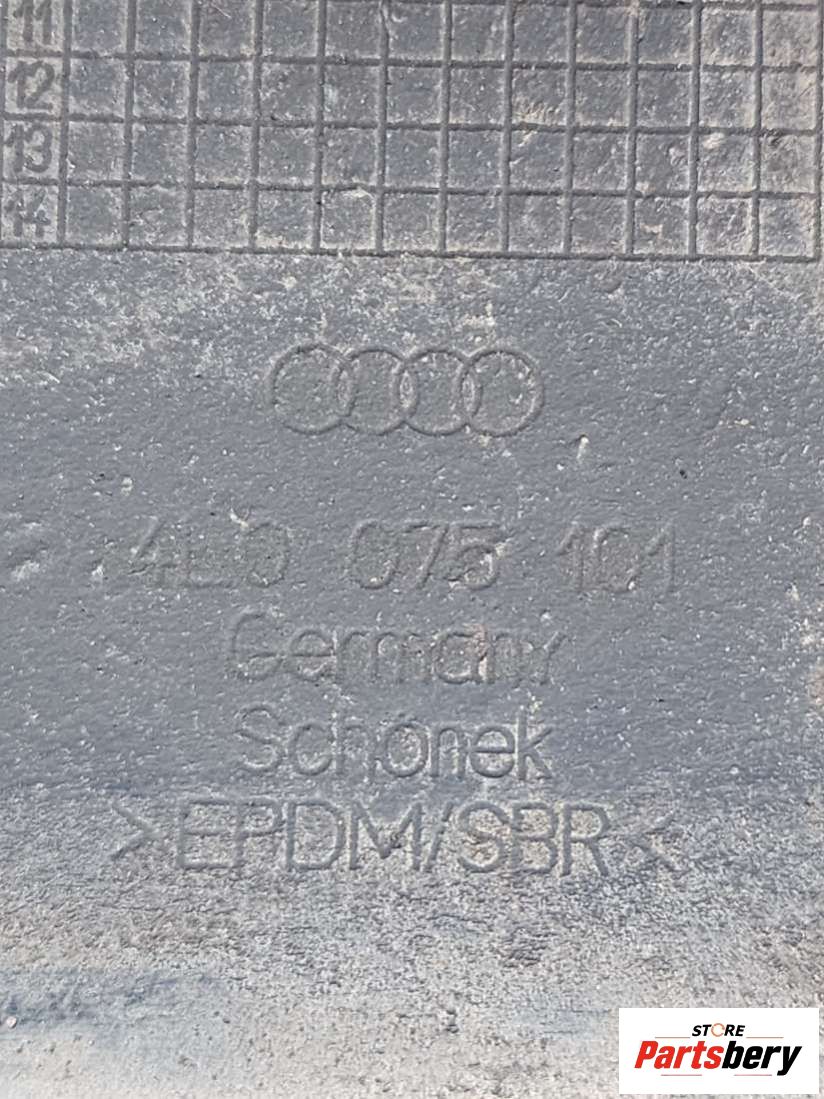 11
12
13
14
4L0 075 101
Germany
Schönek
>EPDM/SBR<
STORE
Partsbery